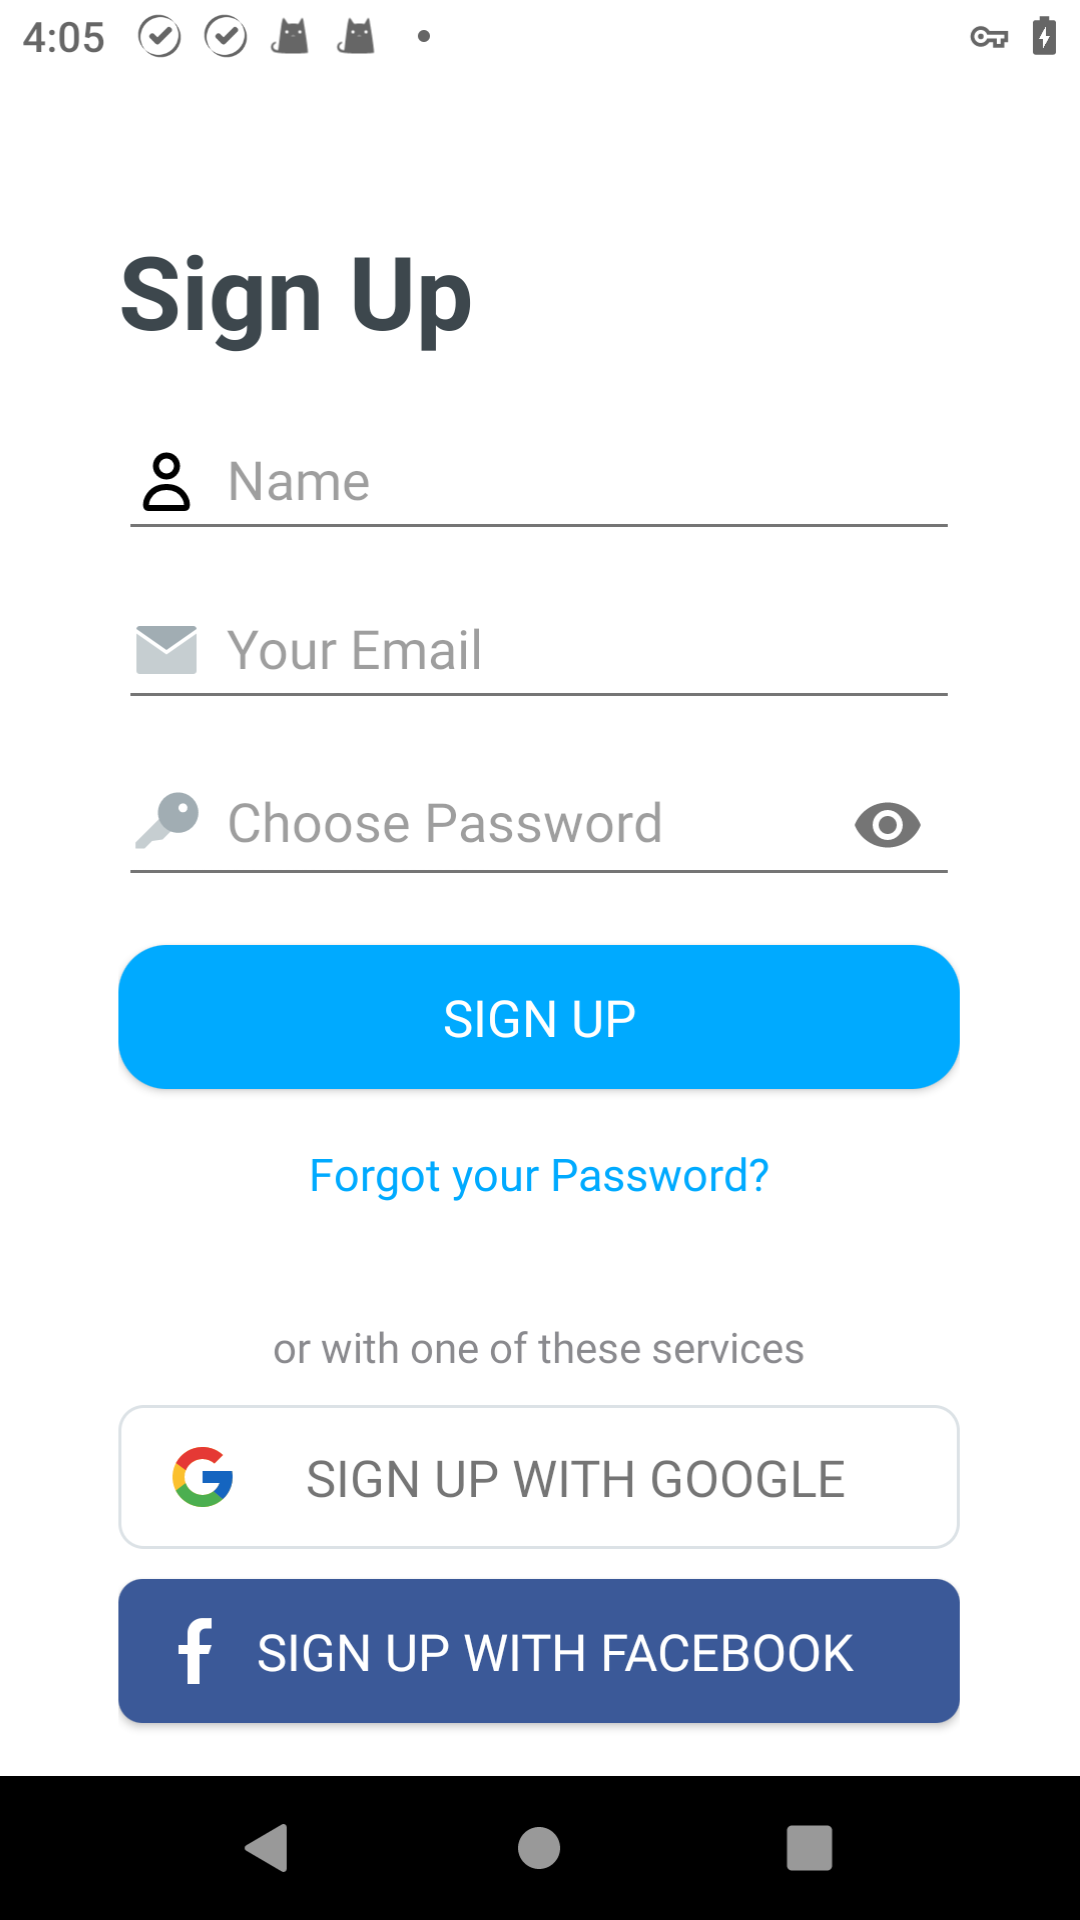 4:05
Sign Up
Name
Your Email
Choose Password
SIGN UP
Forgot your Password?
or with one of these services
SIGN UP WITH GOOGLE
SIGN UP WITH FACEBOOK